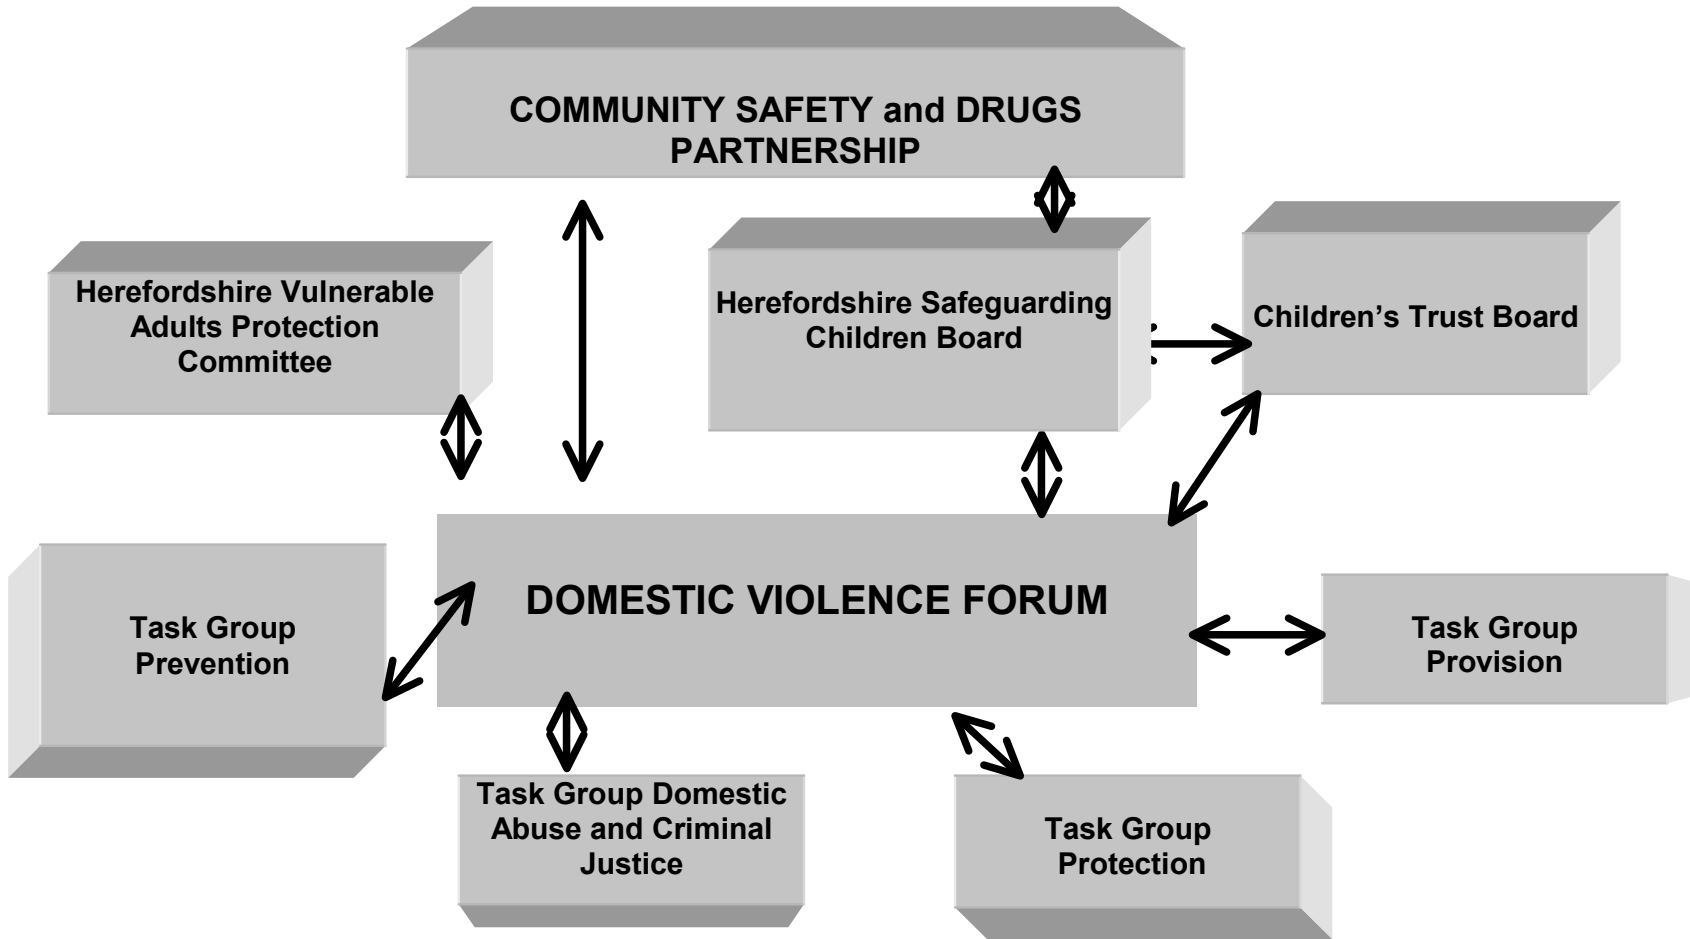 COMMUNITY SAFETY and DRUGS
PARTNERSHIP
Herefordshire Vulnerable
Adults Protection
Committee
Herefordshire Safeguarding
Children Board
Children’s Trust Board
DOMESTIC VIOLENCE FORUM
Task Group
Prevention
Task Group
Provision
Task Group Domestic
Abuse and Criminal
Justice
Task Group
Protection